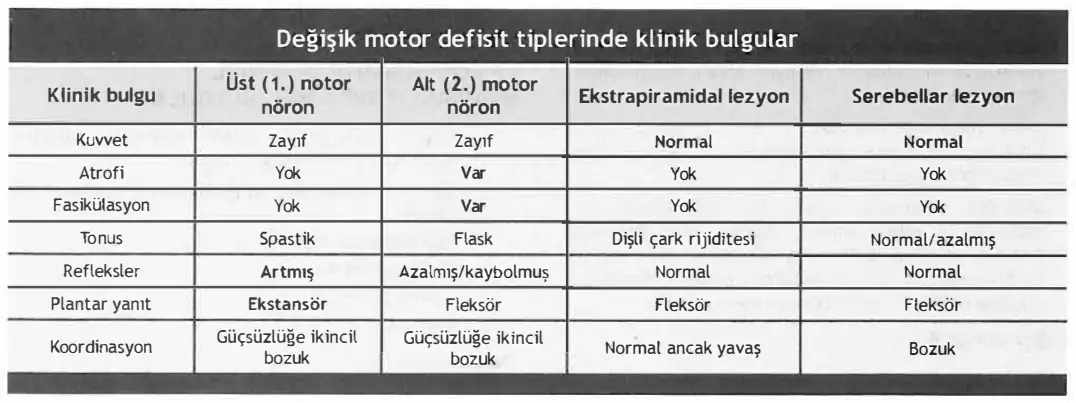 Değişik motor defisit tiplerinde klinik bulgular
Klinik bulgu | Üst (1.) notor nöron | Alt (2.) motor nöron | Ekstrapiramidal lezyon | Serebellar lezyon
Kuvvet | Zayıf | Zayıf | Normal | Normal
Atrofi | Yok | Var | Yok | Yok
Fasikülasyon | Yok | Var | Yok | Yok
Tonus | Spastik | Flask | Dişli çark rijiditesi | Normal/azalmış
Refleksler | Artmış | Azalmış/kaybolmuş | Normal | Normal
Plantar yanıt | Ekstansör | Fleksör | Fleksör | Fleksör
Koordinasyon | Güçsüzlüğe ikincil bozuk | Güçsüzlüğe ikincil bozuk | Normal ancak yavaş | Bozuk